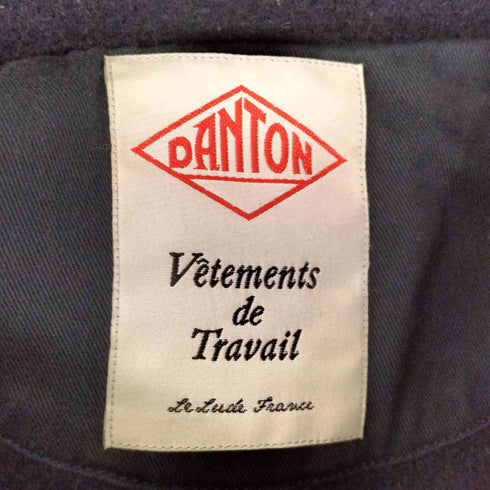 DANTON
Vêtements
de
Travail
Le Lude France